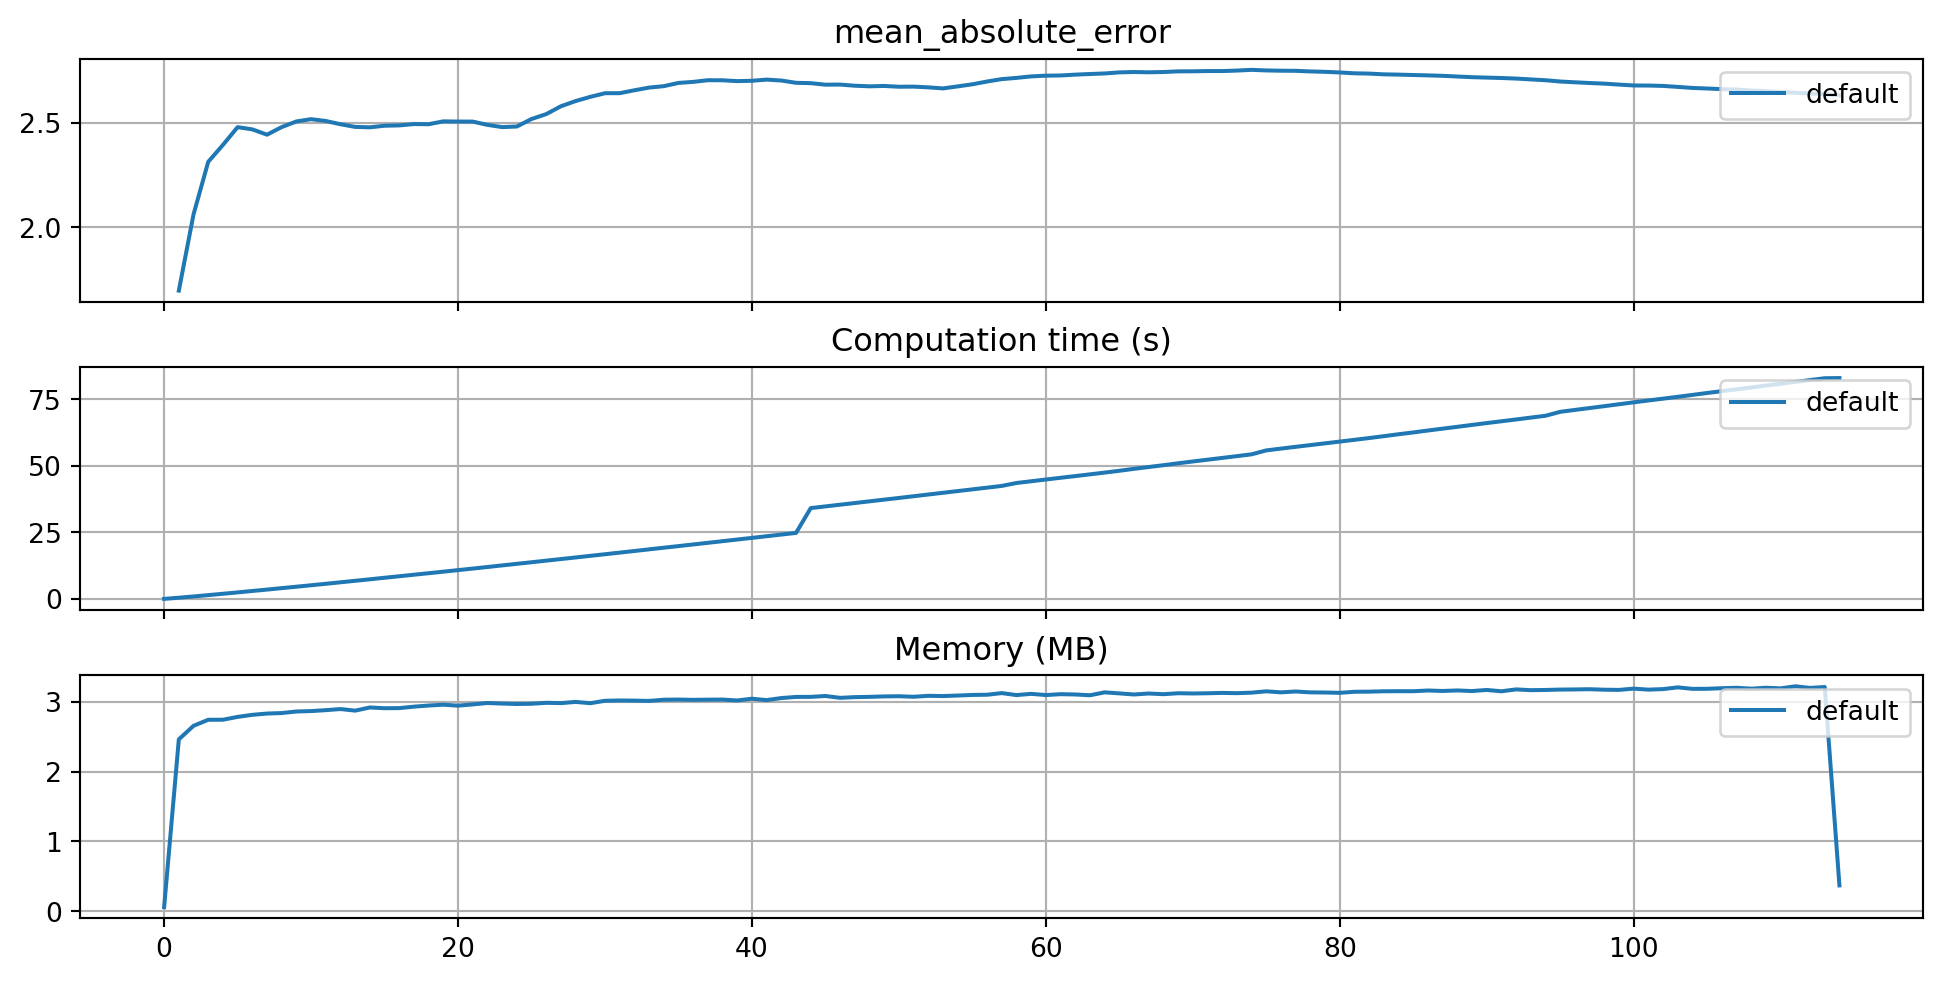 mean_absolute_error
2.5
2.0
default
Computation time (s)
75
50
25
0
default
Memory (MB)
3
2
1
0
default
0 20 40 60 80 100